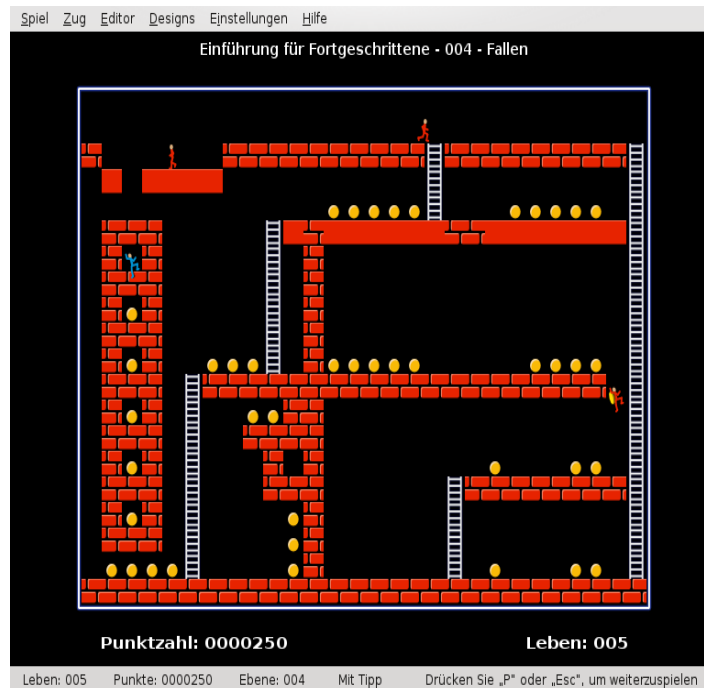 Spiel Zug Editor Designs Einstellungen Hilfe
Einführung für Fortgeschrittene - 004 - Fallen
Punktzahl: 0000250 Leben: 005
Leben: 005 Punkte: 0000250 Ebene: 004 Mit Tipp Drücken Sie „P" oder „Esc", um weiterzuspielen